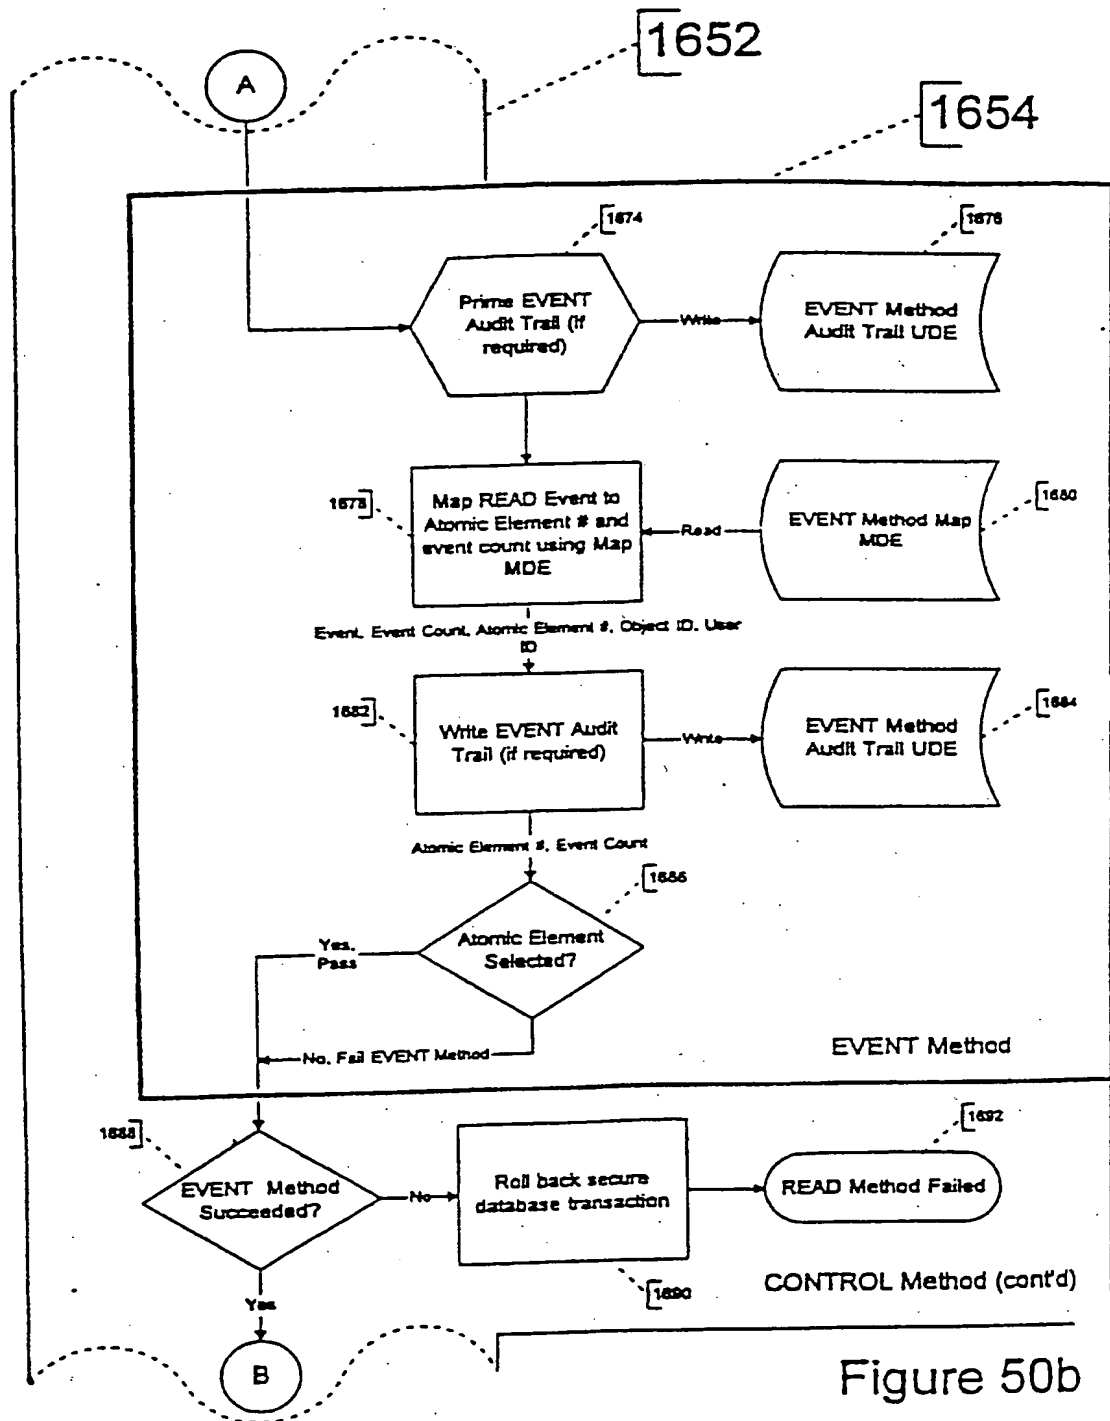 1652
A
1654
1674
1676
Prime EVENT
Audit Trail (if
required)
Write
EVENT Method
Audit Trail UDE
1678
Map READ Event to
Atomic Element # and
event count using Map
MDE
Read
EVENT Method Map
MDE
1680
Event, Event Count, Atomic Element #, Object ID, User
ID
1682
Write EVENT Audit
Trail (if required)
Write
EVENT Method
Audit Trail UDE
1684
Atomic Element #, Event Count
1686
Atomic Element
Selected?
Yes,
Pass
No, Fail EVENT Method
EVENT Method
1688
EVENT Method
Succeeded?
No
Roll back secure
database transaction
1690
1692
READ Method Failed
CONTROL Method (cont'd)
Yes
B
Figure 50b